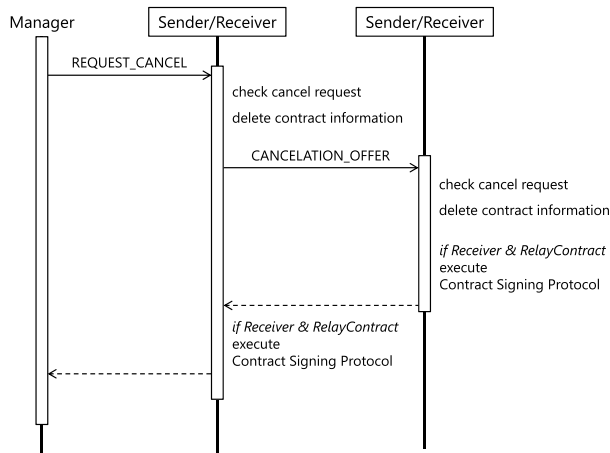 Manager
Sender/Receiver
Sender/Receiver
REQUEST_CANCEL
check cancel request
delete contract information
CANCELATION_OFFER
check cancel request
delete contract information
if Receiver & RelayContract
execute
Contract Signing Protocol
if Receiver & RelayContract
execute
Contract Signing Protocol